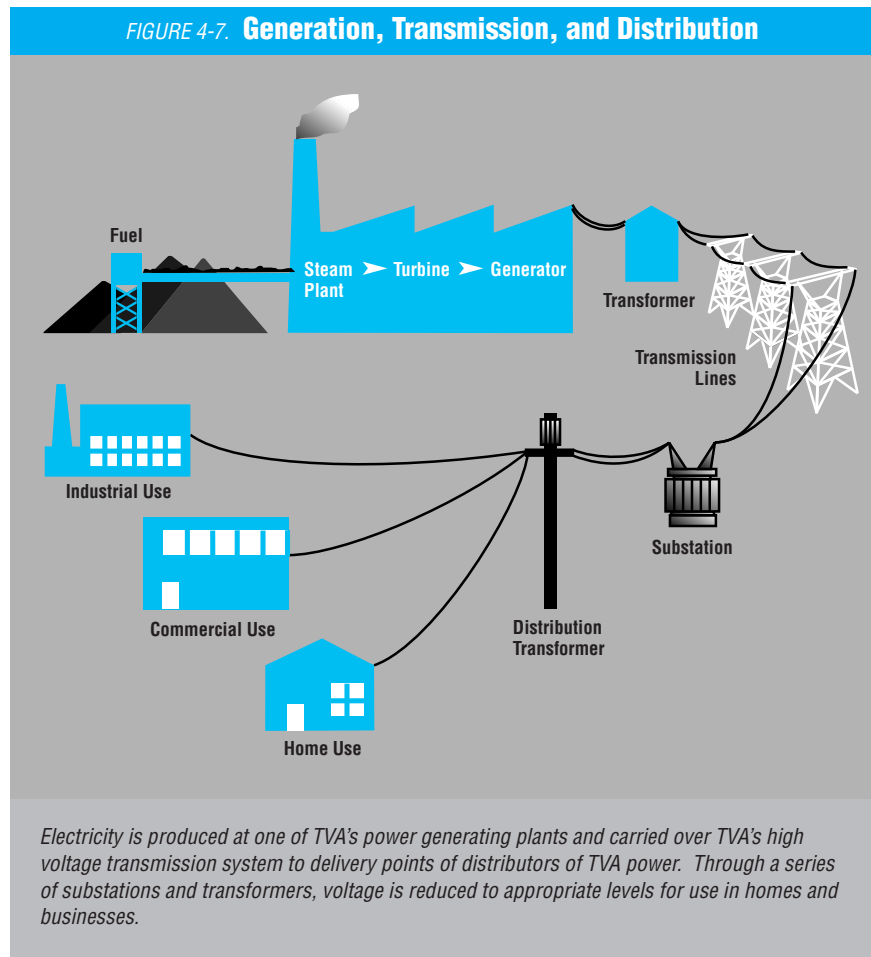 FIGURE 4-7. Generation, Transmission, and Distribution
Fuel
Steam ➤ Turbine ➤ Generator
Plant
Transformer
Transmission
Lines
Industrial Use
Substation
Commercial Use
Distribution
Transformer
Home Use
Electricity is produced at one of TVA's power generating plants and carried over TVA's high
voltage transmission system to delivery points of distributors of TVA power.  Through a series
of substations and transformers, voltage is reduced to appropriate levels for use in homes and
businesses.